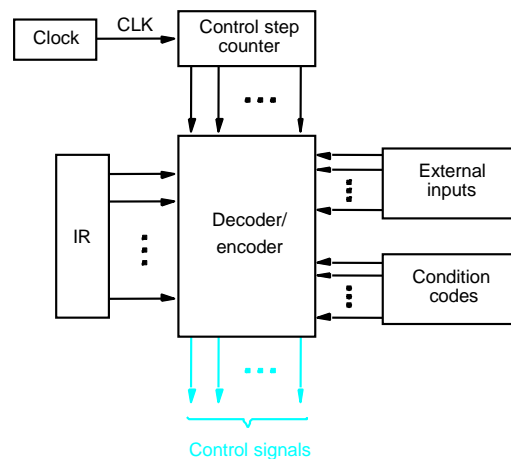 Clock
CLK
Control step
counter
IR
Decoder/
encoder
External
inputs
Condition
codes
Control signals